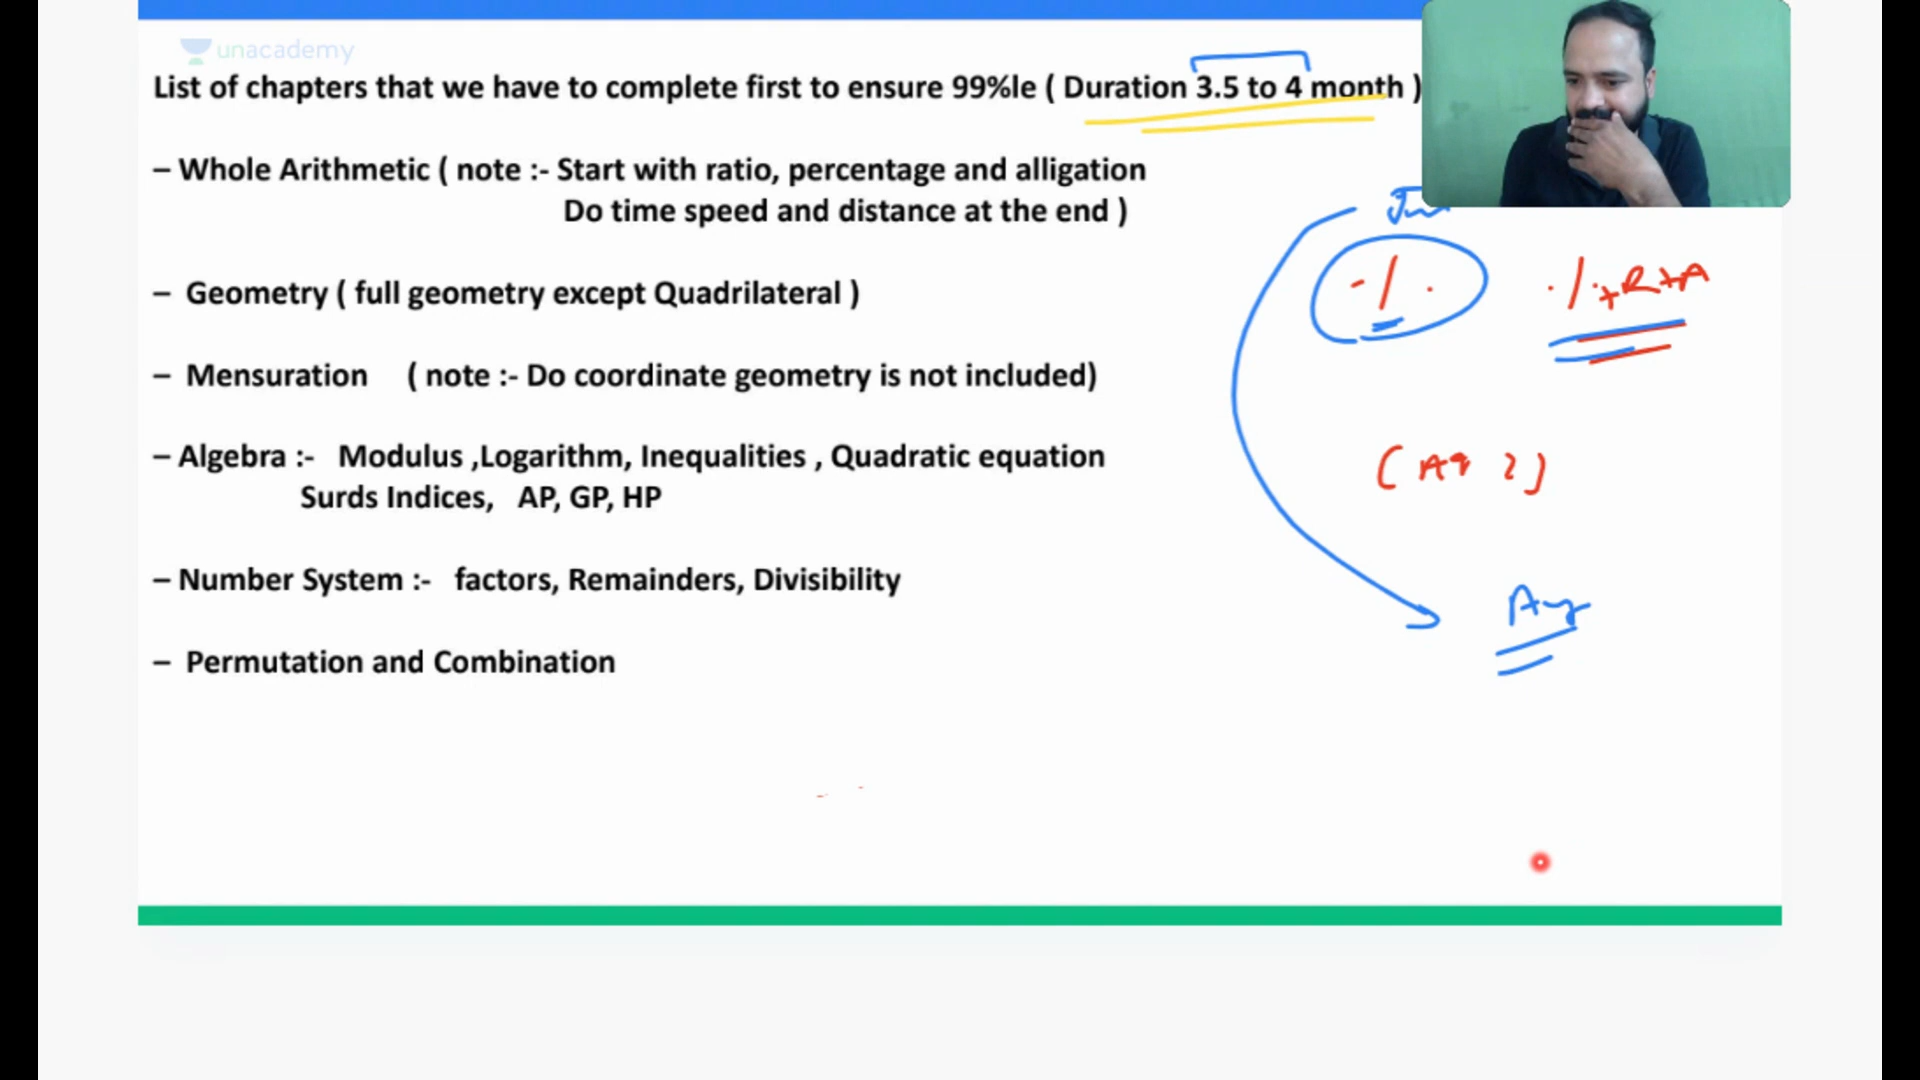 unacademy
List of chapters that we have to complete first to ensure 99%le ( Duration 3.5 to 4 month )
– Whole Arithmetic ( note :- Start with ratio, percentage and alligation
Do time speed and distance at the end )
– Geometry ( full geometry except Quadrilateral )
– Mensuration ( note :- Do coordinate geometry is not included)
– Algebra :- Modulus ,Logarithm, Inequalities , Quadratic equation
Surds Indices, AP, GP, HP
– Number System :- factors, Remainders, Divisibility
– Permutation and Combination
%
%+R+A